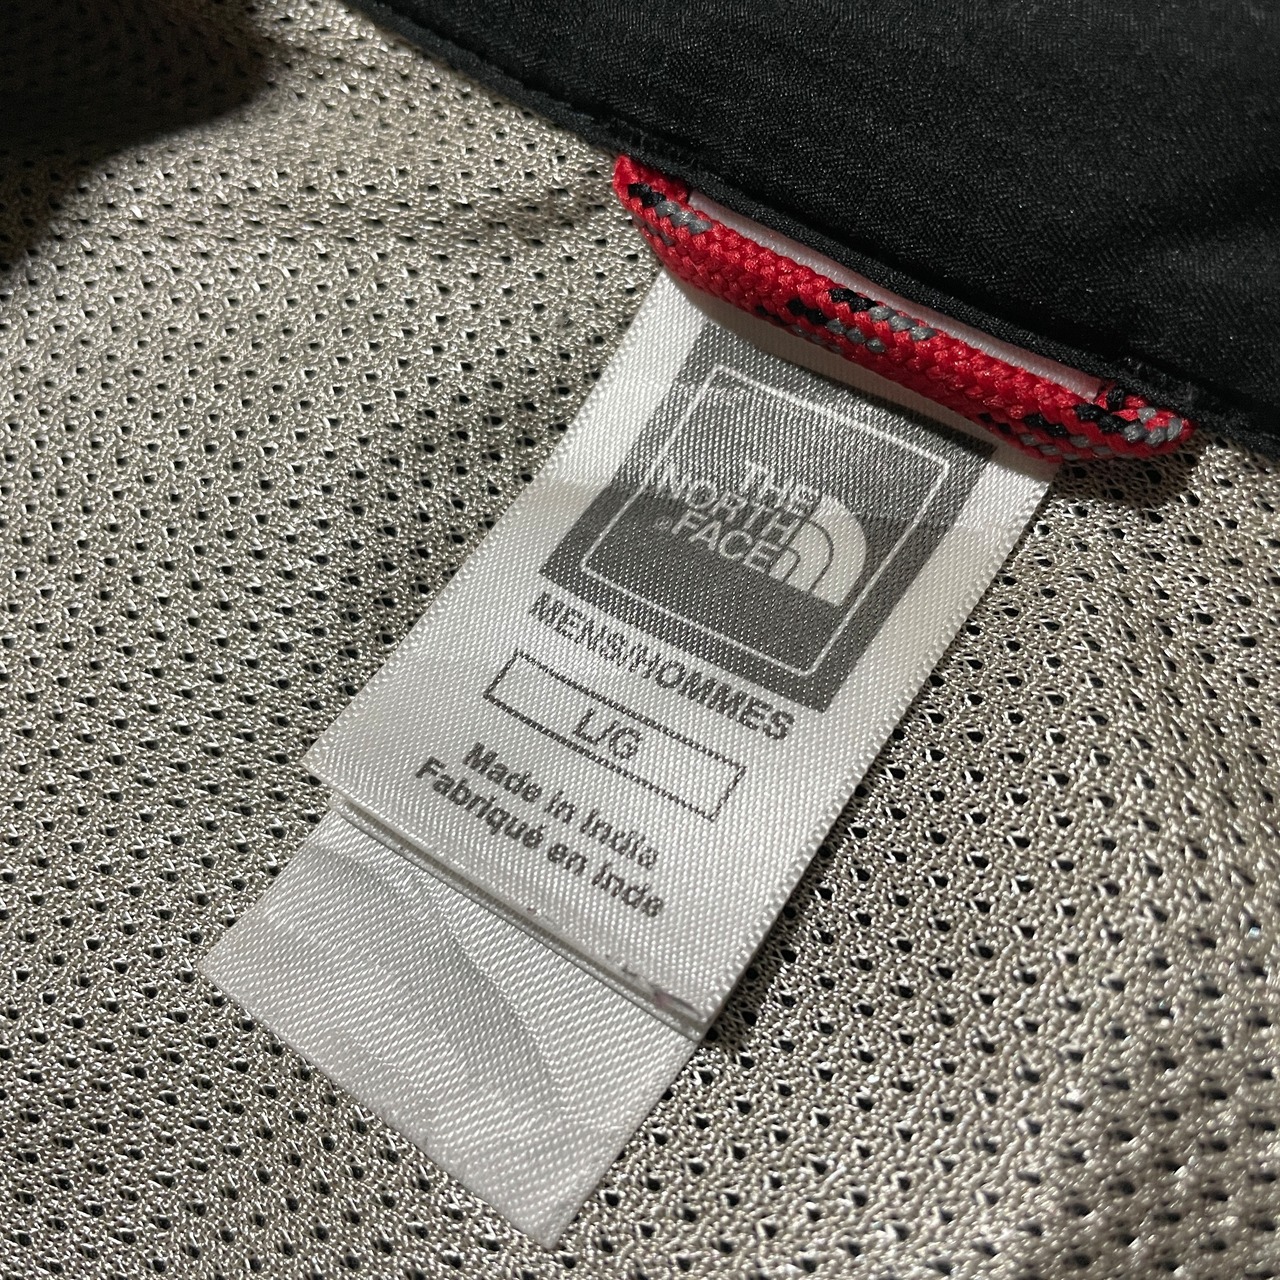 THE
NORTH
®FACE
MENS/HOMMES
L/G
Made in India
Fabriqué en Inde